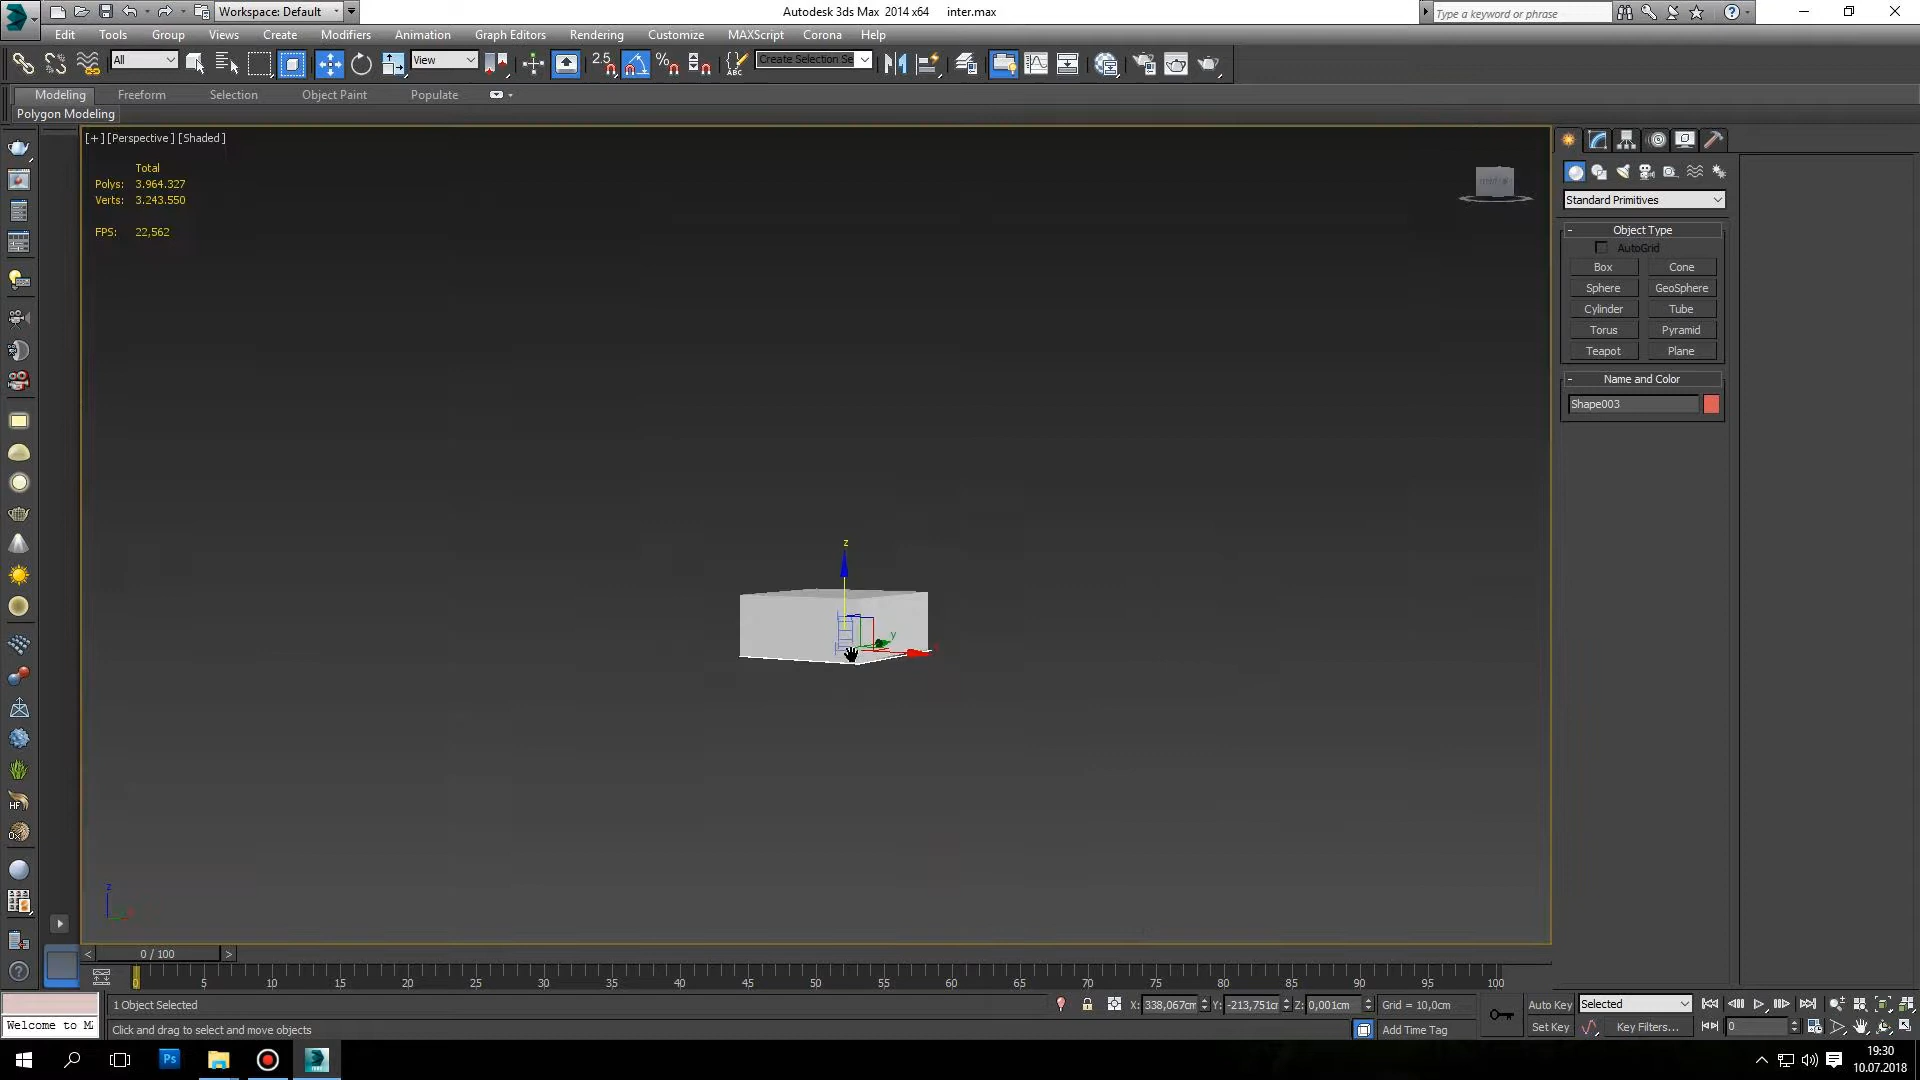 Workspace: Default
Autodesk 3ds Max 2014 x64 inter.max
Type a keyword or phrase
Edit Tools Group Views Create Modifiers Animation Graph Editors Rendering Customize MAXScript Corona Help
All
View
2.5
%
ABC
Create Selection Se
Modeling Freeform Selection Object Paint Populate
Polygon Modeling
[+] [Perspective] [Shaded]
Total
Polys: 3.964.327
Verts: 3.243.550
FPS: 22,562
Standard Primitives
- Object Type
AutoGrid
Box Cone
Sphere GeoSphere
Cylinder Tube
Torus Pyramid
Teapot Plane
- Name and Color
Shape003
z
y
HF
z
< 0 / 100 >
0 5 10 15 20 25 30 35 40 45 50 55 60 65 70 75 80 85 90 95 100
1 Object Selected
X: 338,067cm Y: -213,751cm Z: 0,001cm
Grid = 10,0cm
Auto Key Selected
Welcome to M
Click and drag to select and move objects
Add Time Tag
Set Key Key Filters...
0
Ps
19:30
10.07.2018